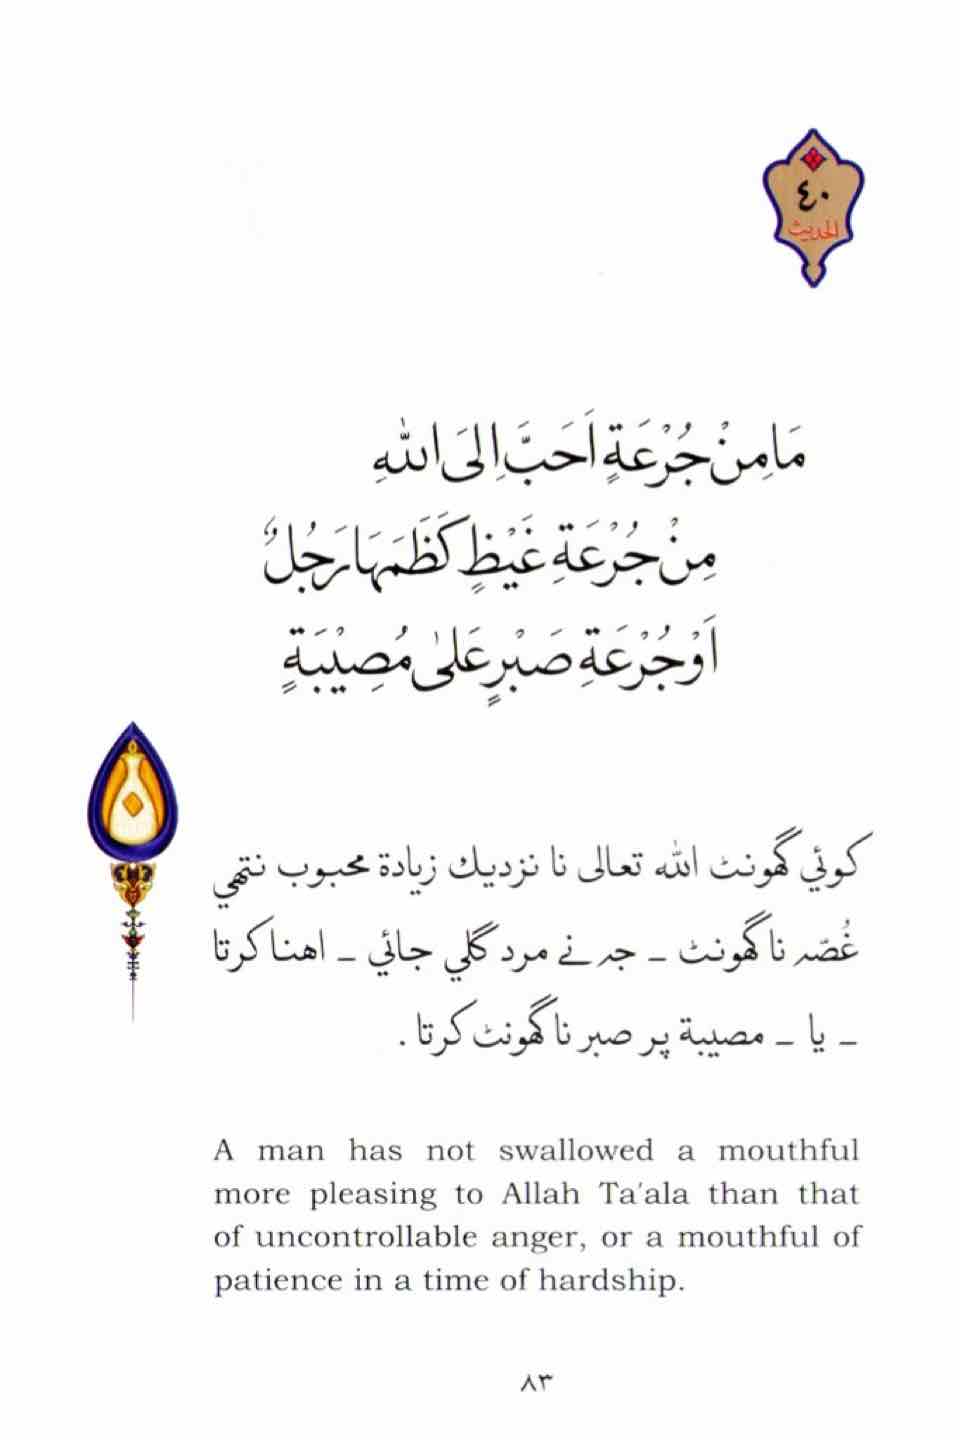 ٤٠
الحديث
مَا مِنْ جُرْعَةٍ اَحَبَّ اِلَى اللهِ
مِنْ جُرْعَةِ غَيْظٍ كَظَمَهَا رَجُلٌ
اَوْ جُرْعَةِ صَبْرٍ عَلىٰ مُصِيْبَةٍ
كوئي گھونٹ الله تعالى نا نزديك زيادة محبوب نتھي
غُصّہ نا گھونٹ ـ جہ نے مرد گلي جائي ـ اهنا كرتا
ـ يا ـ مصيبة پر صبر نا گھونٹ كرتا .
A man has not swallowed a mouthful
more pleasing to Allah Ta'ala than that
of uncontrollable anger, or a mouthful of
patience in a time of hardship.
٨٣